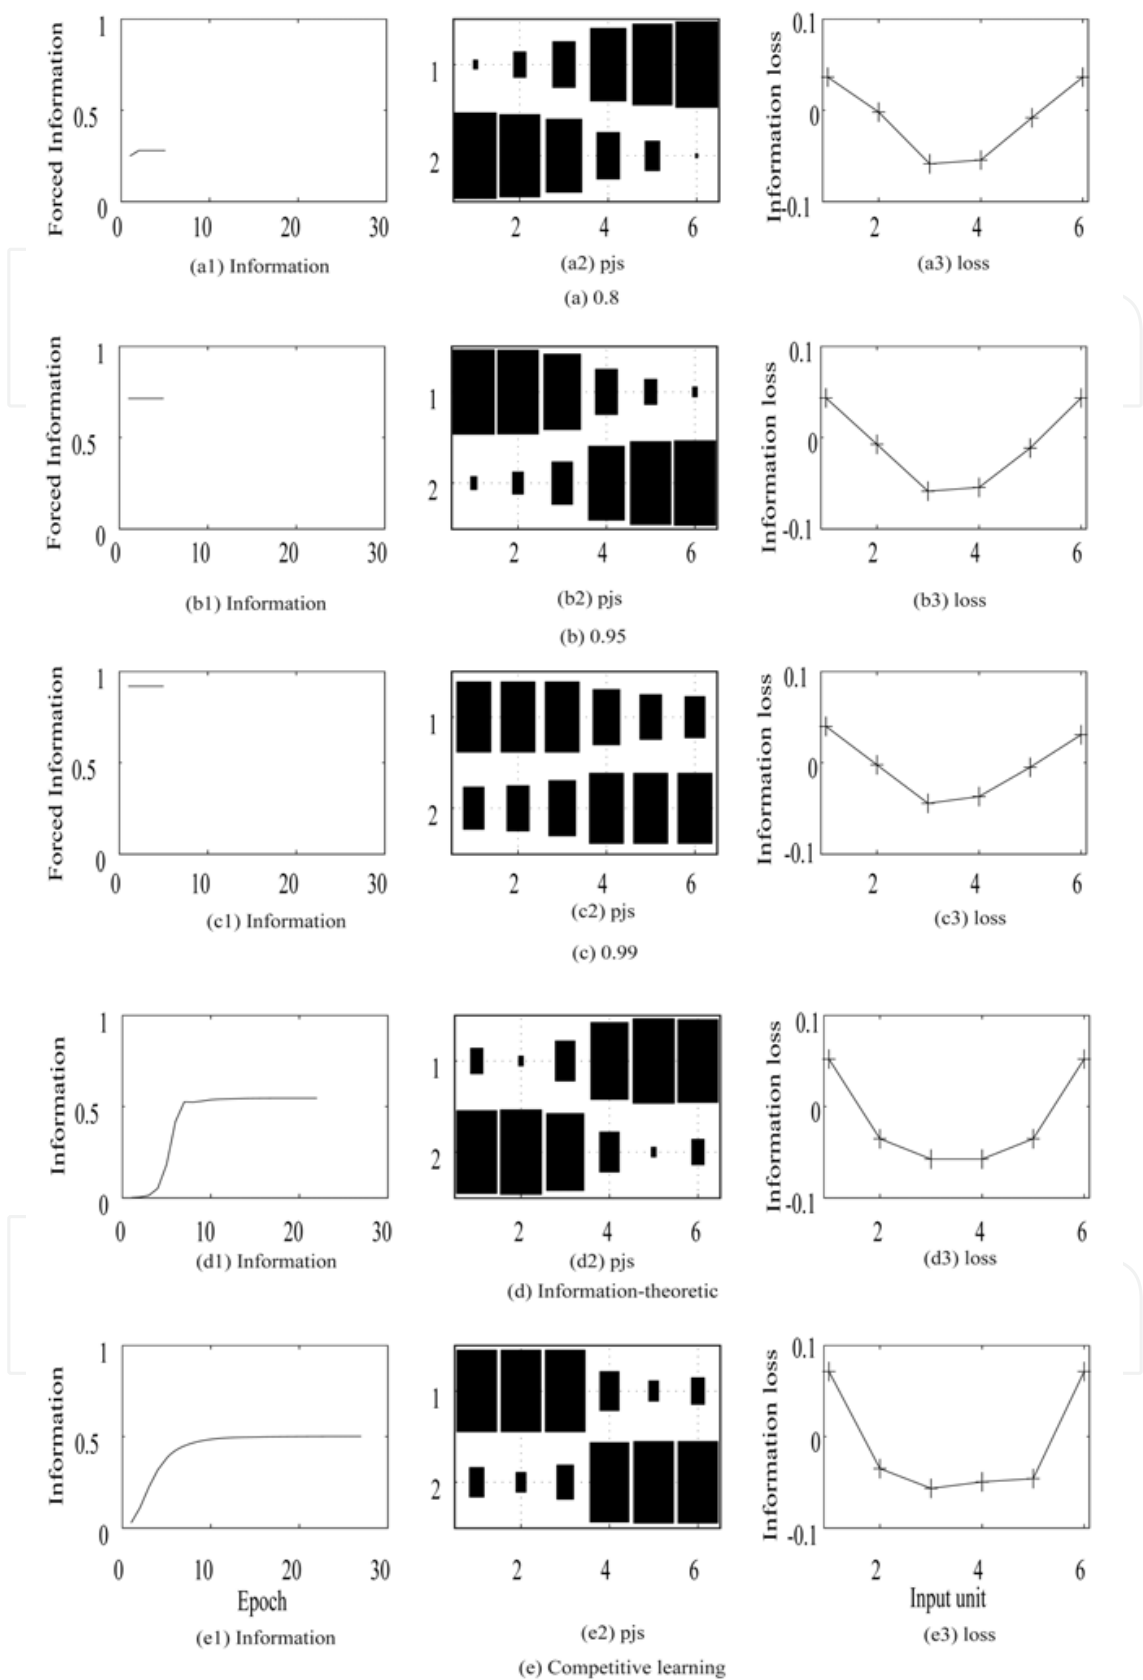 Forced Information
1
0.5
0
0 10 20 30
(a1) Information
1
2
2 4 6
(a2) pjs
(a) 0.8
Information loss
0.1
0
-0.1
2 4 6
(a3) loss
Forced Information
1
0.5
0
0 10 20 30
(b1) Information
1
2
2 4 6
(b2) pjs
(b) 0.95
Information loss
0.1
0
-0.1
2 4 6
(b3) loss
Forced Information
1
0.5
0
0 10 20 30
(c1) Information
1
2
2 4 6
(c2) pjs
(c) 0.99
Information loss
0.1
0
-0.1
2 4 6
(c3) loss
Information
1
0.5
0
0 10 20 30
(d1) Information
1
2
2 4 6
(d2) pjs
(d) Information-theoretic
Information loss
0.1
0
-0.1
2 4 6
(d3) loss
Information
1
0.5
0
0 10 20 30
Epoch
(e1) Information
1
2
2 4 6
(e2) pjs
(e) Competitive learning
Information loss
0.1
0
-0.1
2 4 6
Input unit
(e3) loss